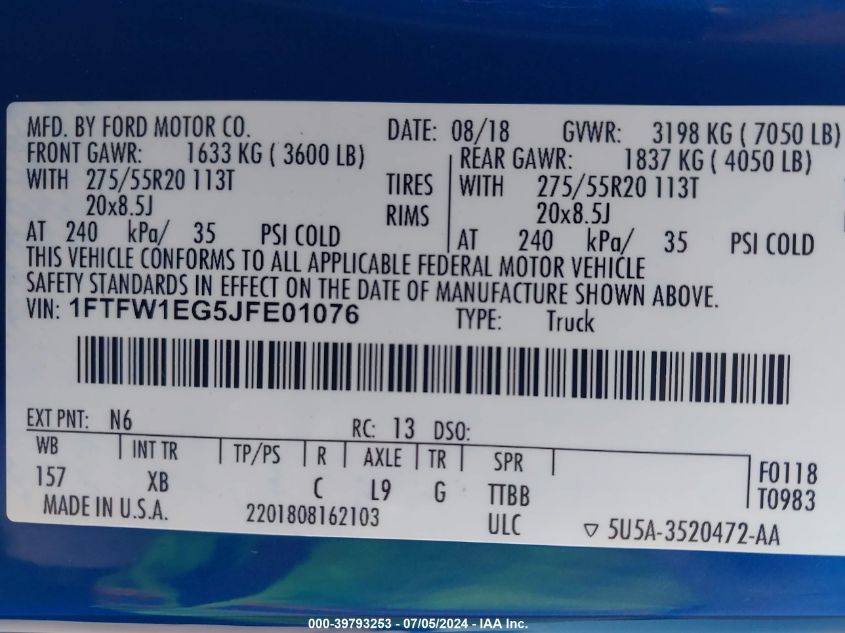 MFD. BY FORD MOTOR CO. DATE: 08/18 GVWR: 3198 KG ( 7050 LB)
FRONT GAWR: 1633 KG ( 3600 LB) REAR GAWR: 1837 KG ( 4050 LB)
WITH 275/55R20 113T TIRES WITH 275/55R20 113T
20x8.5J RIMS 20x8.5J
AT 240 kPa/ 35 PSI COLD AT 240 kPa/ 35 PSI COLD
THIS VEHICLE CONFORMS TO ALL APPLICABLE FEDERAL MOTOR VEHICLE
SAFETY STANDARDS IN EFFECT ON THE DATE OF MANUFACTURE SHOWN ABOVE.
VIN: 1FTFW1EG5JFE01076 TYPE: Truck
EXT PNT: N6 RC: 13 DSO:
WB INT TR TP/PS R AXLE TR SPR F0118
157 XB C L9 G TTBB T0983
MADE IN U.S.A. 2201808162103 ULC ▽ 5U5A-3520472-AA
000-39793253 - 07/05/2024 - IAA Inc.